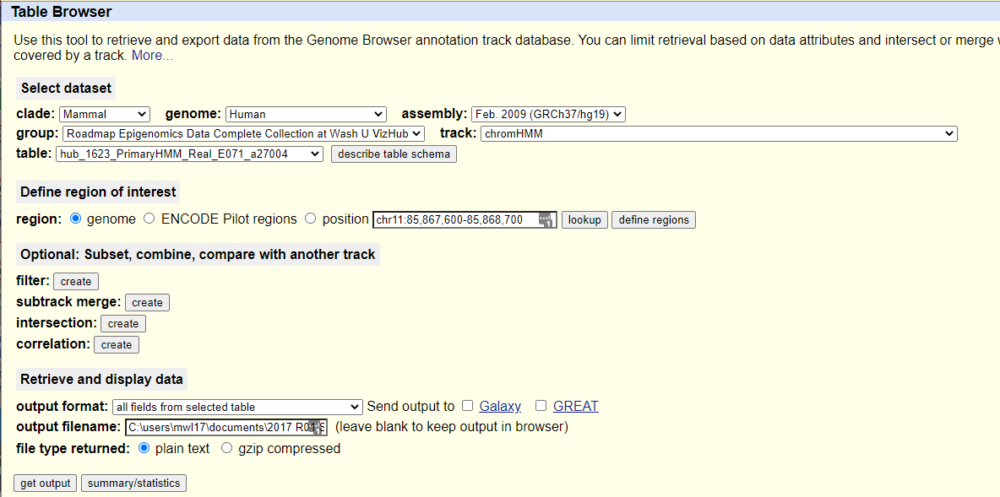 Table Browser
Use this tool to retrieve and export data from the Genome Browser annotation track database. You can limit retrieval based on data attributes and intersect or merge
covered by a track. More...
Select dataset
clade: Mammal genome: Human assembly: Feb. 2009 (GRCh37/hg19)
group: Roadmap Epigenomics Data Complete Collection at Wash U VizHub track: chromHMM
table: hub_1623_PrimaryHMM_Real_E071_a27004 describe table schema
Define region of interest
region: genome ENCODE Pilot regions position chr11:85,867,600-85,868,700 lookup define regions
Optional: Subset, combine, compare with another track
filter: create
subtrack merge: create
intersection: create
correlation: create
Retrieve and display data
output format: all fields from selected table Send output to Galaxy GREAT
output filename: C:\users\mwl17\documents\2017 (leave blank to keep output in browser)
file type returned: plain text gzip compressed
get output summary/statistics